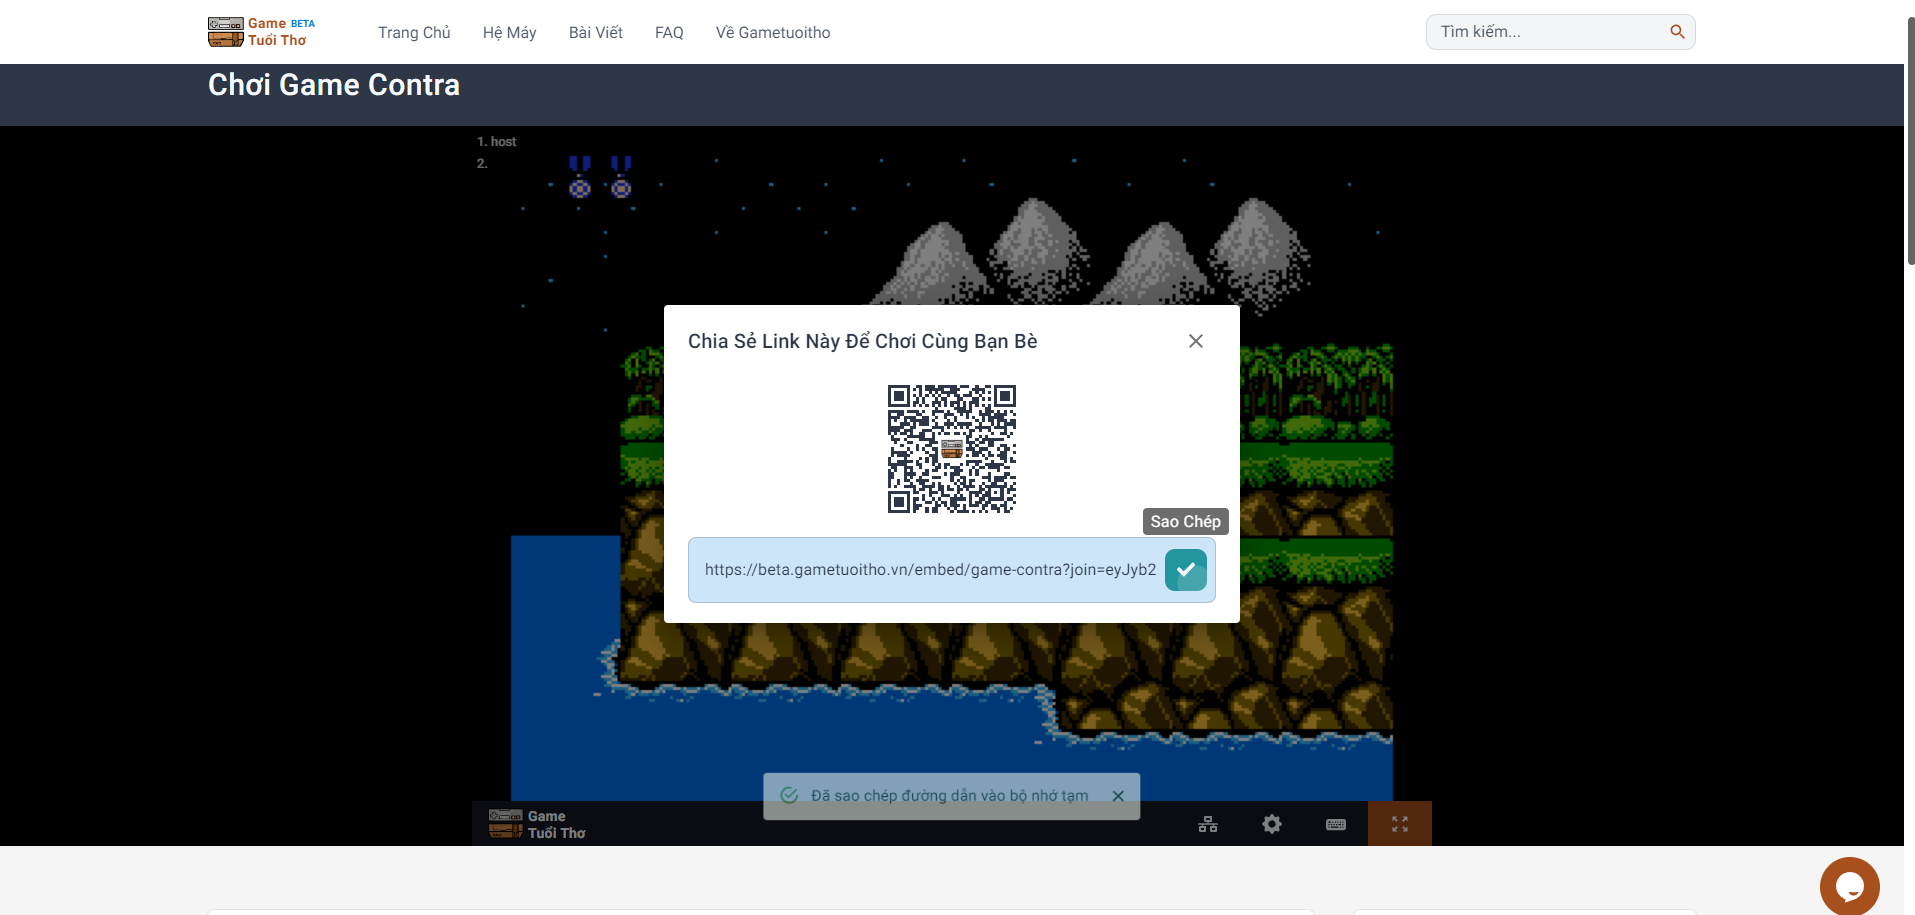 Game BETA
Tuổi Thơ
Trang Chủ
Hệ Máy
Bài Viết
FAQ
Về Gametuoitho
Tìm kiếm...
Chơi Game Contra
1. host
2.
Chia Sẻ Link Này Để Chơi Cùng Bạn Bè
Sao Chép
https://beta.gametuoitho.vn/embed/game-contra?join=eyJyb2
Đã sao chép đường dẫn vào bộ nhớ tạm
Game
Tuổi Thơ